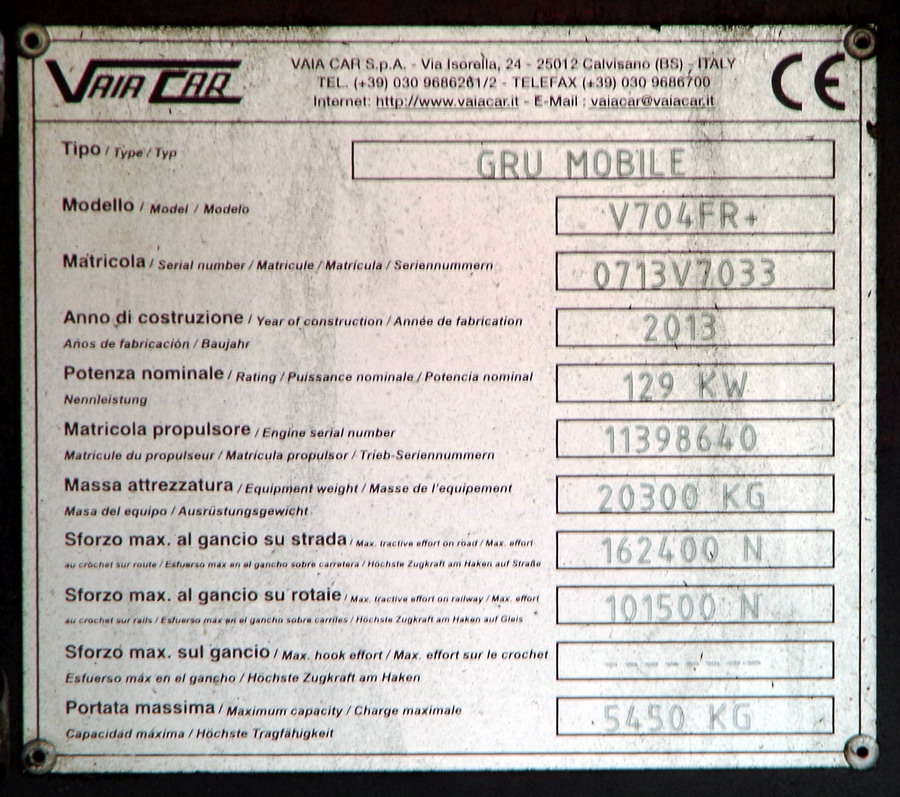 VAIA CAR
VAIA CAR S.p.A. - Via Isorella, 24 - 25012 Calvisano (BS) - ITALY
TEL. (+39) 030 9686261/2 - TELEFAX (+39) 030 9686700
Internet: http://www.vaiacar.it - E-Mail : vaiacar@vaiacar.it
CE
Tipo / Type / Typ GRU MOBILE
Modello / Model / Modelo V704FR+
Matricola / Serial number / Matricule / Matrícula / Seriennummern 0713V7033
Anno di costruzione / Year of construction / Année de fabrication 2013
Años de fabricación / Baujahr
Potenza nominale / Rating / Puissance nominale / Potencia nominal 129 KW
Nennleistung
Matricola propulsore / Engine serial number 11398640
Matricule du propulseur / Matrícula propulsor / Trieb-Seriennummern
Massa attrezzatura / Equipment weight / Masse de l'equipement 20300 KG
Masa del equipo / Ausrüstungsgewicht
Sforzo max. al gancio su strada / Max. tractive effort on road / Max. effort 162400 N
au crochet sur route / Esfuerso máx en el gancho sobre carretera / Höchste Zugkraft am Haken auf Straße
Sforzo max. al gancio su rotaie / Max. tractive effort on railway / Max. effort 101500 N
au crochet sur rails / Esfuerso máx en el gancho sobre carriles / Höchste Zugkraft am Haken auf Gleis
Sforzo max. sul gancio / Max. hook effort / Max. effort sur le crochet --------
Esfuerso máx en el gancho / Höchste Zugkraft am Haken
Portata massima / Maximum capacity / Charge maximale 5450 KG
Capacidad máxima / Höchste Tragfähigkeit